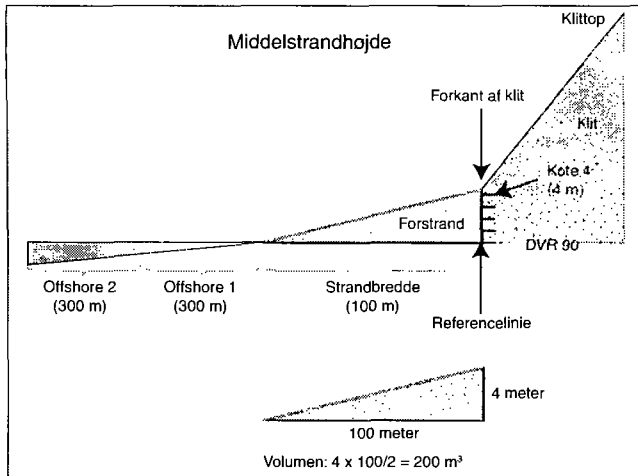 Middelstrandhøjde
Klittop
Forkant af klit
Klit
Kote 4
(4 m)
Forstrand
DVR 90
Offshore 2
(300 m)
Offshore 1
(300 m)
Strandbredde
(100 m)
Referencelinie
4 meter
100 meter
Volumen: 4 x 100/2 = 200 m³